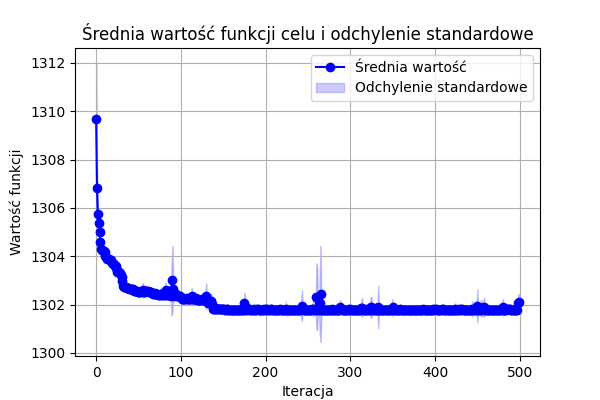 Średnia wartość funkcji celu i odchylenie standardowe
Średnia wartość
Odchylenie standardowe
Wartość funkcji
1312
1310
1308
1306
1304
1302
1300
0 100 200 300 400 500
Iteracja